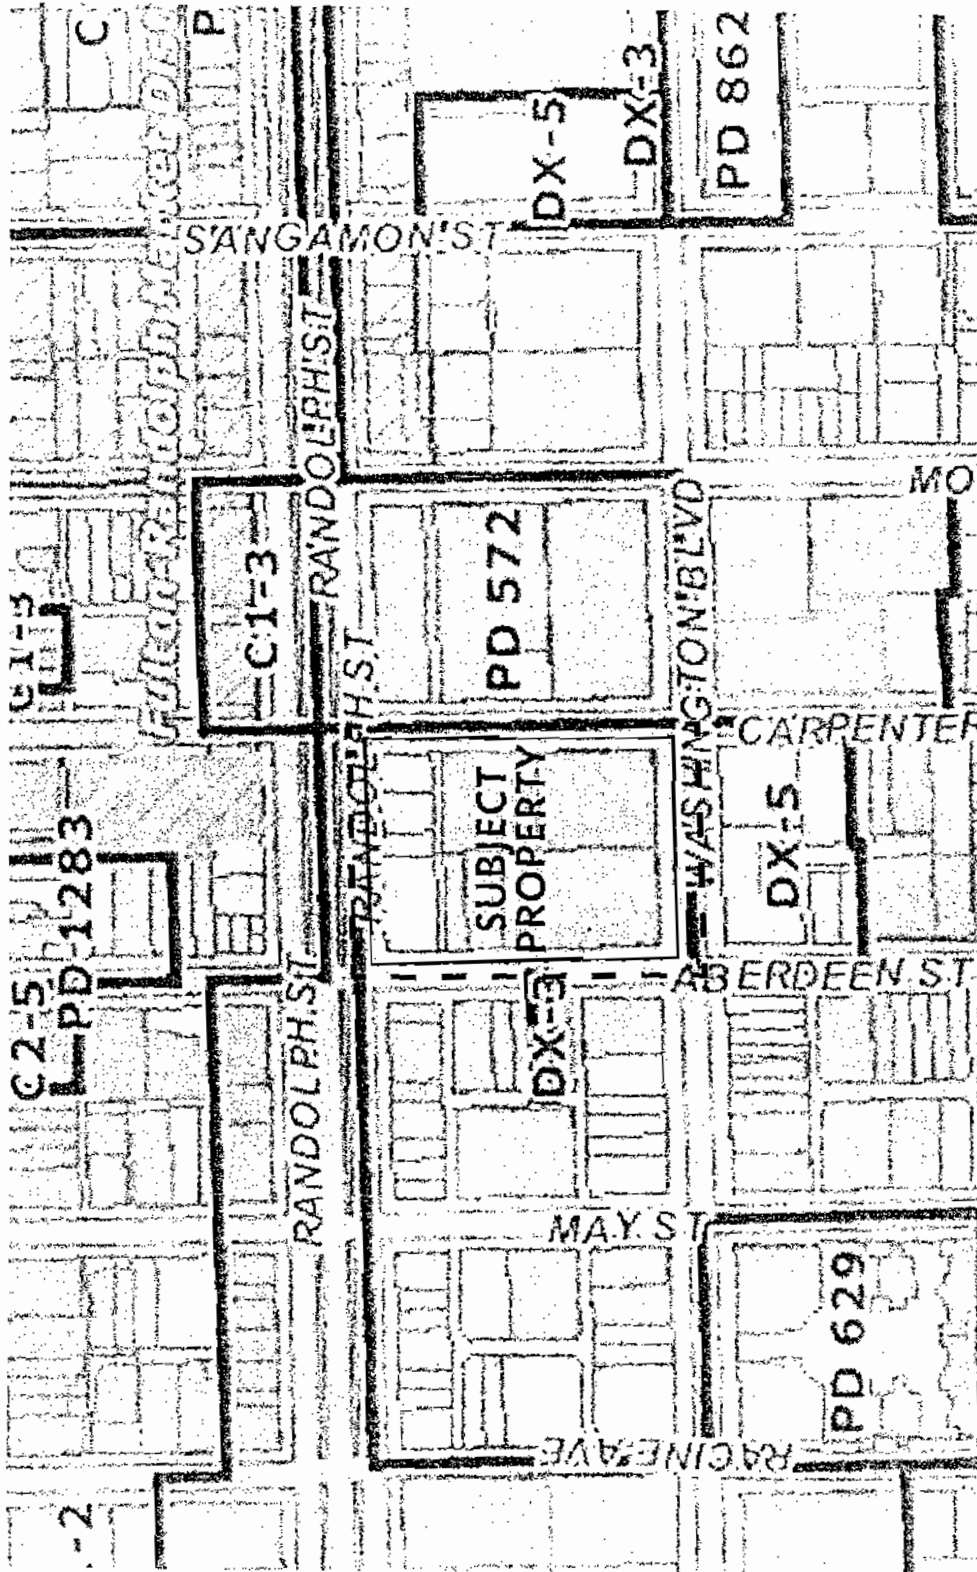 C
P
DX-5
DX-3
PD 862
SANGAMON ST
RANDOLPH ST
MO
C1-3
C1-3
PD 572
WASHINGTON BLVD
RANDOLPH ST
CARPENTER
SUBJECT
PROPERTY
DX-5
C2-5
PD-1283
RANDOLPH ST
DX-3
ABERDEEN ST
MAY ST
PD 629
RACINE AVE
-2